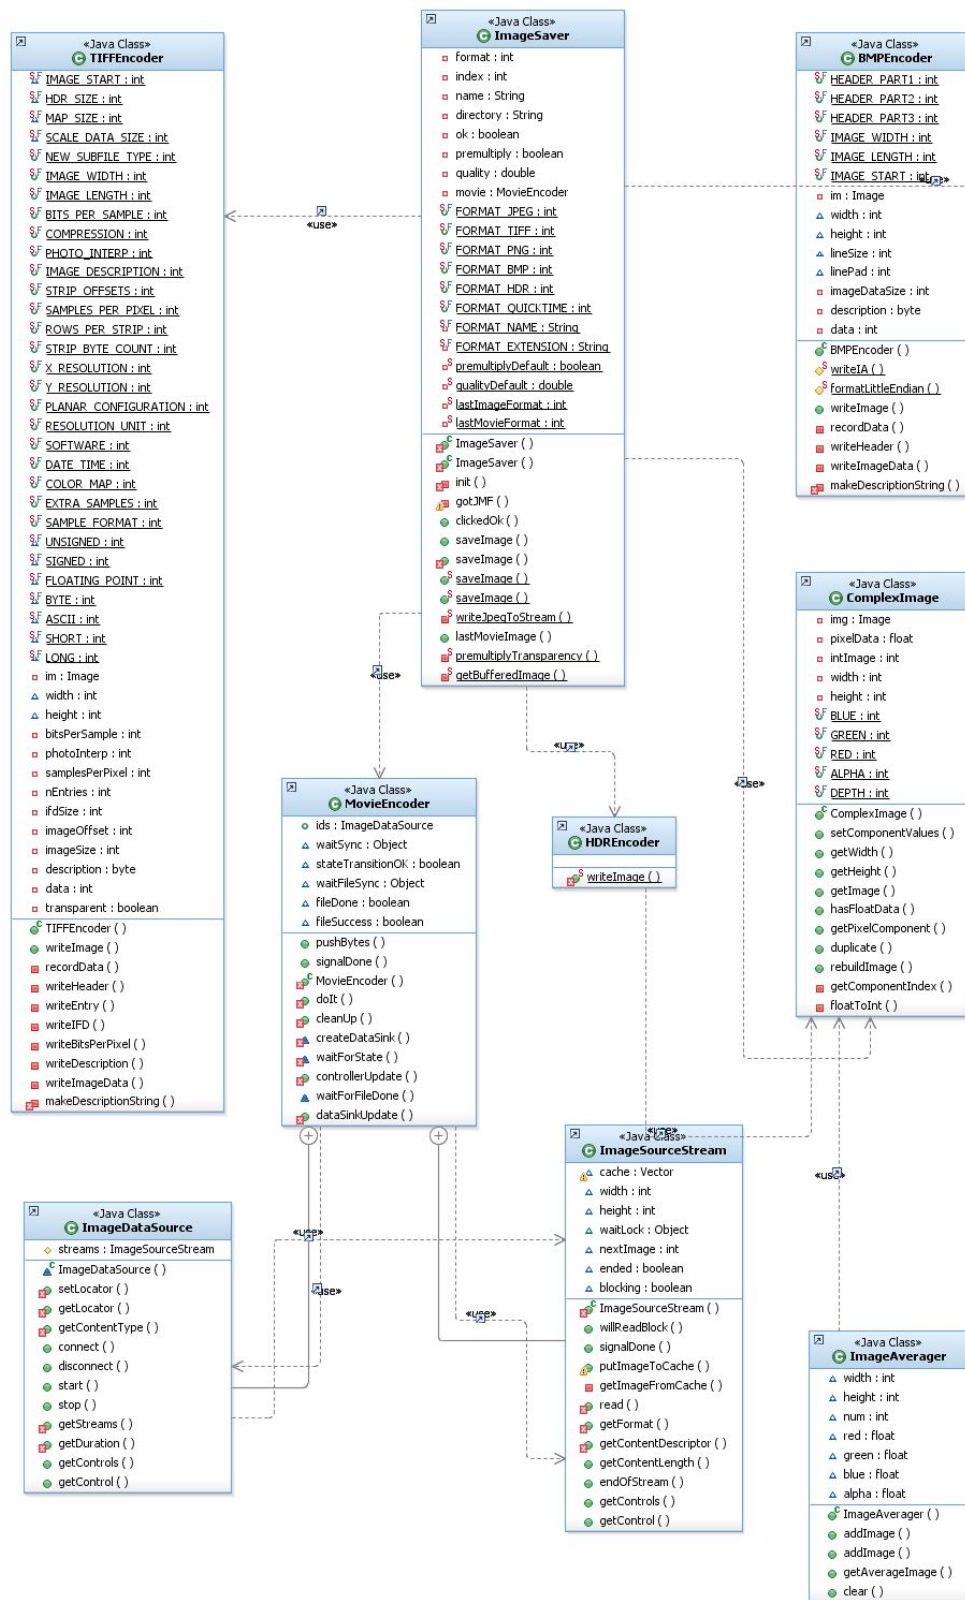 «Java Class»
TIFFEncoder
IMAGE_START : int
HDR_SIZE : int
MAP_SIZE : int
SCALE_DATA_SIZE : int
NEW_SUBFILE_TYPE : int
IMAGE_WIDTH : int
IMAGE_LENGTH : int
BITS_PER_SAMPLE : int
COMPRESSION : int
PHOTO_INTERP : int
IMAGE_DESCRIPTION : int
STRIP_OFFSETS : int
SAMPLES_PER_PIXEL : int
ROWS_PER_STRIP : int
STRIP_BYTE_COUNT : int
X_RESOLUTION : int
Y_RESOLUTION : int
PLANAR_CONFIGURATION : int
RESOLUTION_UNIT : int
SOFTWARE : int
DATE_TIME : int
COLOR_MAP : int
EXTRA_SAMPLES : int
SAMPLE_FORMAT : int
UNSIGNED : int
SIGNED : int
FLOATING_POINT : int
BYTE : int
ASCII : int
SHORT : int
LONG : int
im : Image
width : int
height : int
bitsPerSample : int
photoInterp : int
samplesPerPixel : int
nEntries : int
ifdSize : int
imageOffset : int
imageSize : int
description : byte
data : int
transparent : boolean
TIFFEncoder ( )
writeImage ( )
recordData ( )
writeHeader ( )
writeEntry ( )
writeIFD ( )
writeBitsPerPixel ( )
writeDescription ( )
writeImageData ( )
makeDescriptionString ( )
«use»
«Java Class»
ImageSaver
format : int
index : int
name : String
directory : String
ok : boolean
premultiply : boolean
quality : double
movie : MovieEncoder
FORMAT_JPEG : int
FORMAT_TIFF : int
FORMAT_PNG : int
FORMAT_BMP : int
FORMAT_HDR : int
FORMAT_QUICKTIME : int
FORMAT_NAME : String
FORMAT_EXTENSION : String
premultiplyDefault : boolean
qualityDefault : double
lastImageFormat : int
lastMovieFormat : int
ImageSaver ( )
ImageSaver ( )
init ( )
gotJMF ( )
clickedOk ( )
saveImage ( )
saveImage ( )
saveImage ( )
saveImage ( )
writeJpegToStream ( )
lastMovieImage ( )
premultiplyTransparency ( )
getBufferedImage ( )
«Java Class»
BMPEncoder
HEADER_PART1 : int
HEADER_PART2 : int
HEADER_PART3 : int
IMAGE_WIDTH : int
IMAGE_LENGTH : int
IMAGE_START : int
«use»
im : Image
width : int
height : int
lineSize : int
linePad : int
imageDataSize : int
description : byte
data : int
BMPEncoder ( )
writeIA ( )
formatLittleEndian ( )
writeImage ( )
recordData ( )
writeHeader ( )
writeImageData ( )
makeDescriptionString ( )
«use»
«use»
«use»
«Java Class»
ComplexImage
img : Image
pixelData : float
intImage : int
width : int
height : int
BLUE : int
GREEN : int
RED : int
ALPHA : int
DEPTH : int
ComplexImage ( )
setComponentValues ( )
getWidth ( )
getHeight ( )
getImage ( )
hasFloatData ( )
getPixelComponent ( )
duplicate ( )
rebuildImage ( )
getComponentIndex ( )
floatToInt ( )
«Java Class»
MovieEncoder
ids : ImageDataSource
waitSync : Object
stateTransitionOK : boolean
waitFileSync : Object
fileDone : boolean
fileSuccess : boolean
pushBytes ( )
signalDone ( )
MovieEncoder ( )
doIt ( )
cleanUp ( )
createDataSink ( )
waitForState ( )
controllerUpdate ( )
waitForFileDone ( )
dataSinkUpdate ( )
«Java Class»
HDREncoder
writeImage ( )
«use»
«use»
«Java Class»
ImageDataSource
streams : ImageSourceStream
ImageDataSource ( )
setLocator ( )
getLocator ( )
getContentType ( )
connect ( )
disconnect ( )
start ( )
stop ( )
getStreams ( )
getDuration ( )
getControls ( )
getControl ( )
«use»
«use»
«use»
«Java Class»
ImageSourceStream
cache : Vector
width : int
height : int
waitLock : Object
nextImage : int
ended : boolean
blocking : boolean
ImageSourceStream ( )
willReadBlock ( )
signalDone ( )
putImageToCache ( )
getImageFromCache ( )
read ( )
getFormat ( )
getContentDescriptor ( )
getContentLength ( )
endOfStream ( )
getControls ( )
getControl ( )
«Java Class»
ImageAverager
width : int
height : int
num : int
red : float
green : float
blue : float
alpha : float
ImageAverager ( )
addImage ( )
addImage ( )
getAverageImage ( )
clear ( )